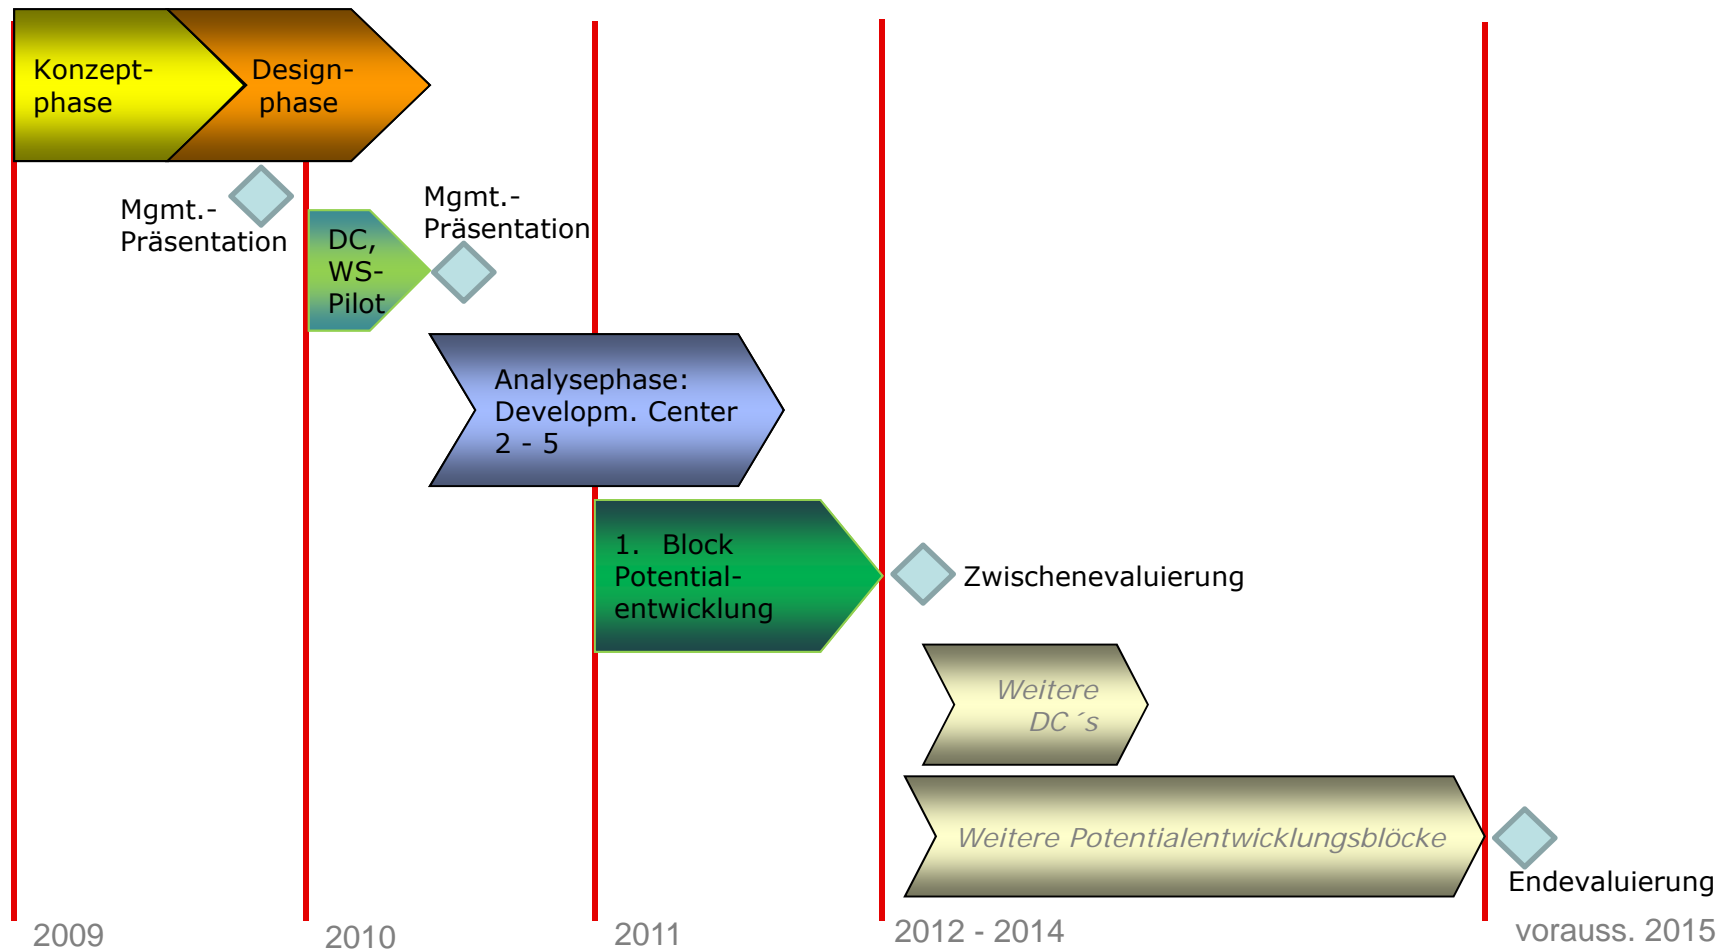 Konzept-
phase
Design-
phase
Mgmt.-
Präsentation
Mgmt.-
Präsentation
DC,
WS-
Pilot
Analysephase:
Developm. Center
2 - 5
1. Block
Potential-
entwicklung
Zwischenevaluierung
Weitere
DC´s
Weitere Potentialentwicklungsblöcke
Endevaluierung
2009
2010
2011
2012 - 2014
vorauss. 2015